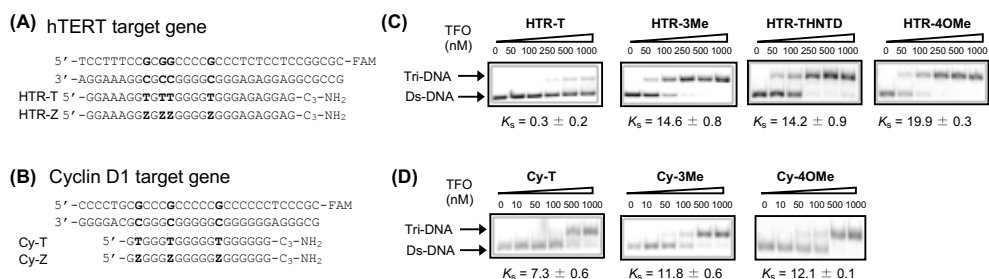 (A) hTERT target gene
5'-TCCTTTCCGCGGCCCCGCCCTCTCCTCCGGCGC-FAM
3'-AGGAAAGGCGCCGGGGCGGGAGAGGAGGCGCCG
HTR-T 5'-GGAAAGGTGTTGGGGTGGGAGAGGAG-C₃-NH₂
HTR-Z 5'-GGAAAGGZGZZGGGGZGGGAGAGGAG-C₃-NH₂
(B) Cyclin D1 target gene
5'-CCCCTGCGCCCGCCCCCGCCCCCCTCCCGC-FAM
3'-GGGGACGCGGGCGGGGGCGGGGGGAGGGCG
Cy-T 5'-GTGGGTGGGGGTGGGGGG-C₃-NH₂
Cy-Z 5'-GZGGGZGGGGGZGGGGGG-C₃-NH₂
(C) HTR-T HTR-3Me HTR-THNTD HTR-4OMe
TFO
(nM) 0 50 100 250 500 1000 0 50 100 250 500 1000 0 50 100 250 500 1000 0 50 100 250 500 1000
Tri-DNA
Ds-DNA
Ks = 0.3 ± 0.2 Ks = 14.6 ± 0.8 Ks = 14.2 ± 0.9 Ks = 19.9 ± 0.3
(D) Cy-T Cy-3Me Cy-4OMe
TFO
(nM) 0 10 50 100 500 1000 0 10 50 100 500 1000 0 10 50 100 500 1000
Tri-DNA
Ds-DNA
Ks = 7.3 ± 0.6 Ks = 11.8 ± 0.6 Ks = 12.1 ± 0.1